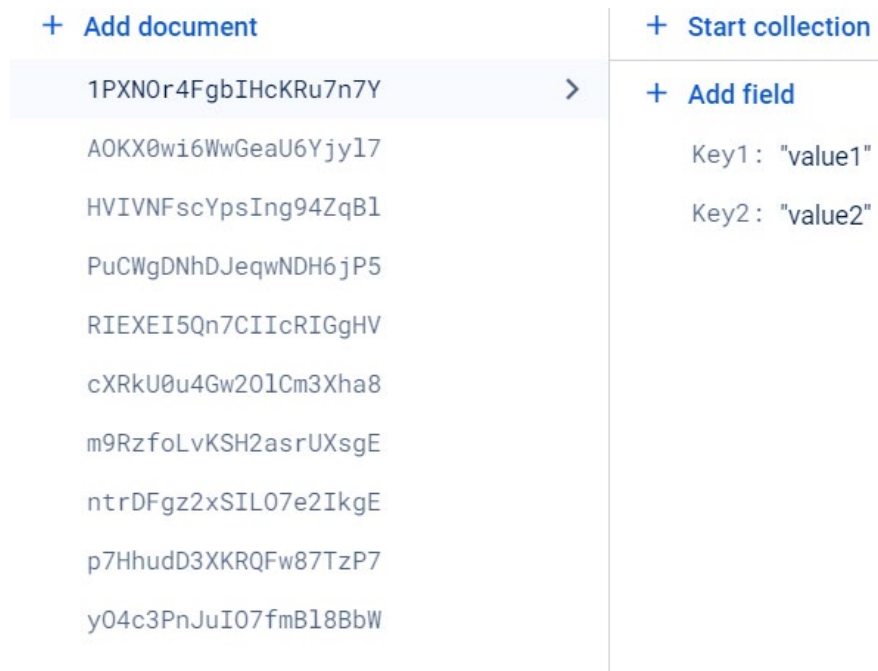 + Add document
1PXNOr4FgbIHcKRu7n7Y
AOKX0wi6WwGeaU6Yjyl7
HVIVNFscYpsIng94ZqBl
PuCWgDNhDJeqwNDH6jP5
RIEXEI5Qn7CIIcRIGgHV
cXRkU0u4Gw2OlCm3Xha8
m9RzfoLvKSH2asrUXsgE
ntrDFgz2xSILO7e2IkgE
p7HhudD3XKRQFw87TzP7
yO4c3PnJuIO7fmBl8BbW
+ Start collection
+ Add field
Key1: "value1"
Key2: "value2"